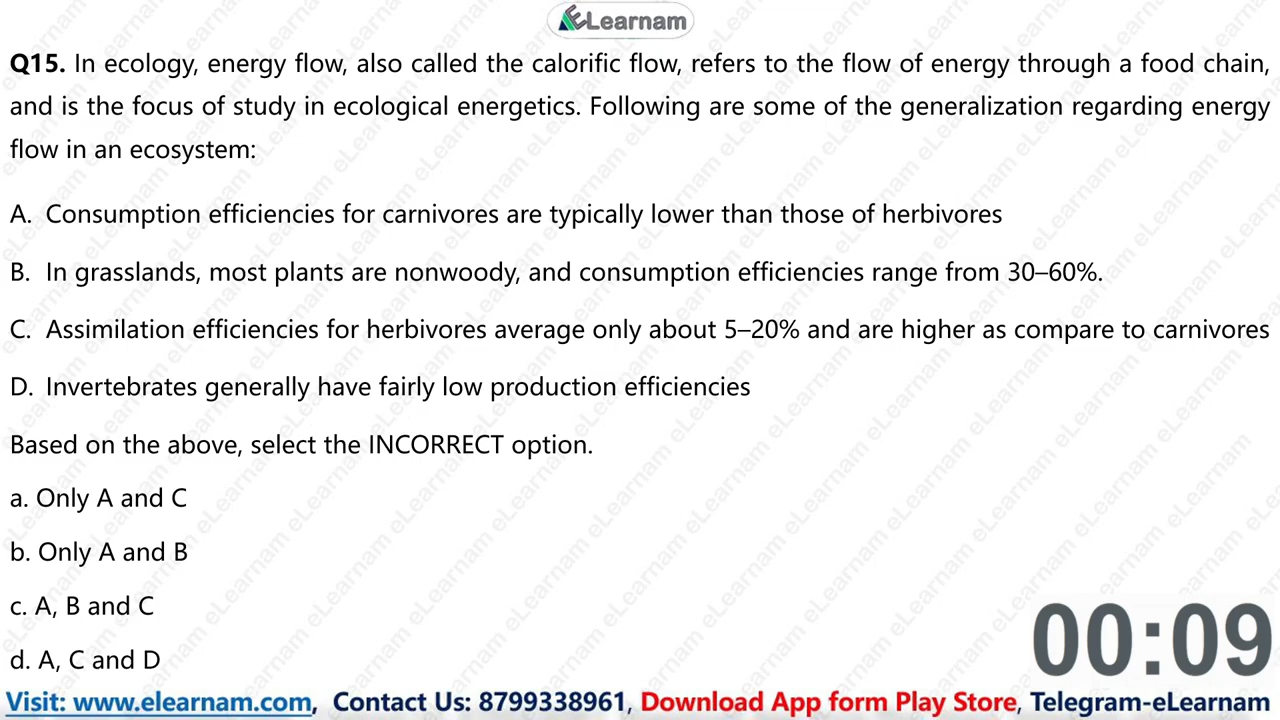 eLearnam
Q15. In ecology, energy flow, also called the calorific flow, refers to the flow of energy through a food chain,
and is the focus of study in ecological energetics. Following are some of the generalization regarding energy
flow in an ecosystem:
A. Consumption efficiencies for carnivores are typically lower than those of herbivores
B. In grasslands, most plants are nonwoody, and consumption efficiencies range from 30–60%.
C. Assimilation efficiencies for herbivores average only about 5–20% and are higher as compare to carnivores
D. Invertebrates generally have fairly low production efficiencies
Based on the above, select the INCORRECT option.
a. Only A and C
b. Only A and B
c. A, B and C
d. A, C and D
00:09
Visit: www.elearnam.com, Contact Us: 8799338961, Download App form Play Store, Telegram-eLearnam